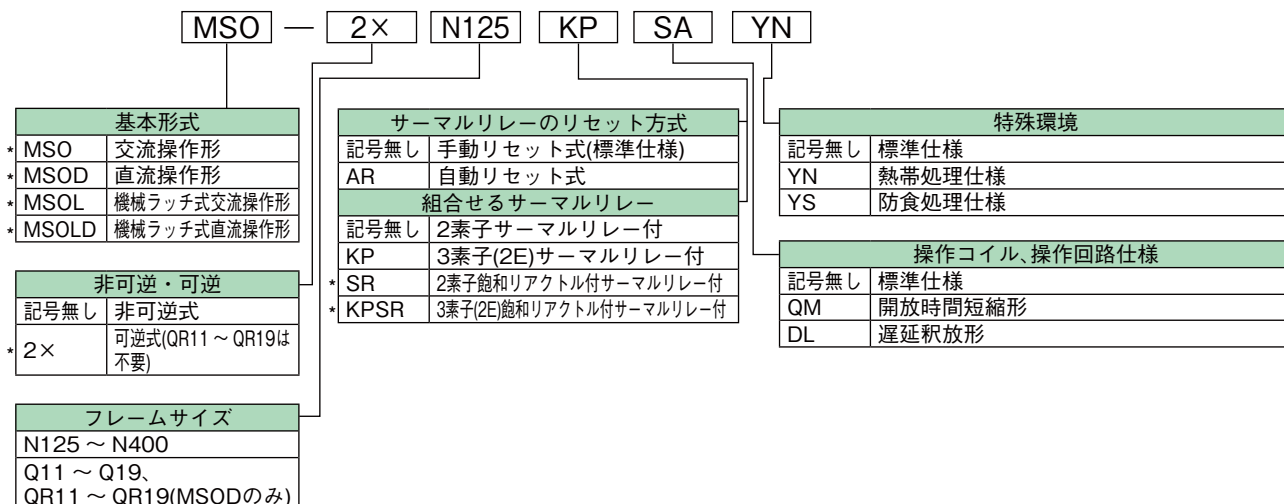 MSO — 2× N125 KP SA YN
基本形式
* MSO 交流操作形
* MSOD 直流操作形
* MSOL 機械ラッチ式交流操作形
* MSOLD 機械ラッチ式直流操作形
非可逆・可逆
記号無し 非可逆式
* 2× 可逆式(QR11 ~ QR19は
不要)
フレームサイズ
N125 ~ N400
Q11 ~ Q19、
QR11 ~ QR19(MSODのみ)
サーマルリレーのリセット方式
記号無し 手動リセット式(標準仕様)
AR 自動リセット式
組合せるサーマルリレー
記号無し 2素子サーマルリレー付
KP 3素子(2E)サーマルリレー付
* SR 2素子飽和リアクトル付サーマルリレー付
* KPSR 3素子(2E)飽和リアクトル付サーマルリレー付
特殊環境
記号無し 標準仕様
YN 熱帯処理仕様
YS 防食処理仕様
操作コイル、操作回路仕様
記号無し 標準仕様
QM 開放時間短縮形
DL 遅延釈放形